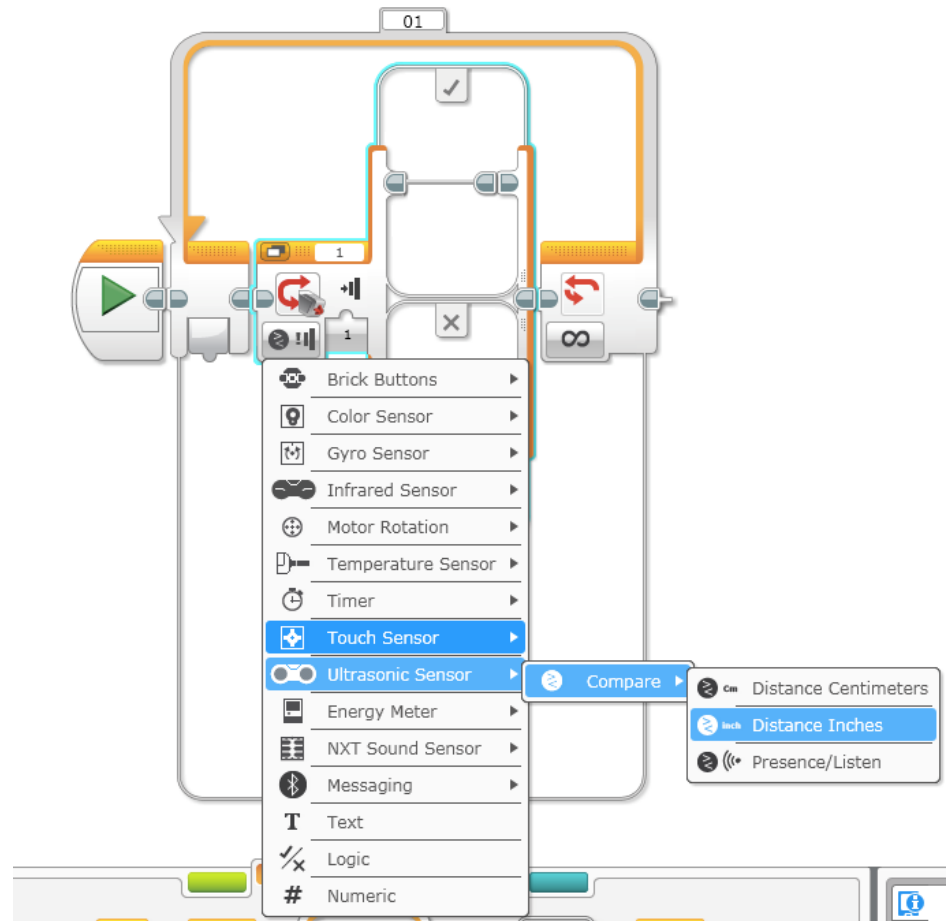 01
1
1
Brick Buttons
Color Sensor
Gyro Sensor
Infrared Sensor
Motor Rotation
Temperature Sensor
Timer
Touch Sensor
Ultrasonic Sensor
Compare
Cm Distance Centimeters
inch Distance Inches
Presence/Listen
Energy Meter
NXT Sound Sensor
Messaging
T Text
Logic
# Numeric